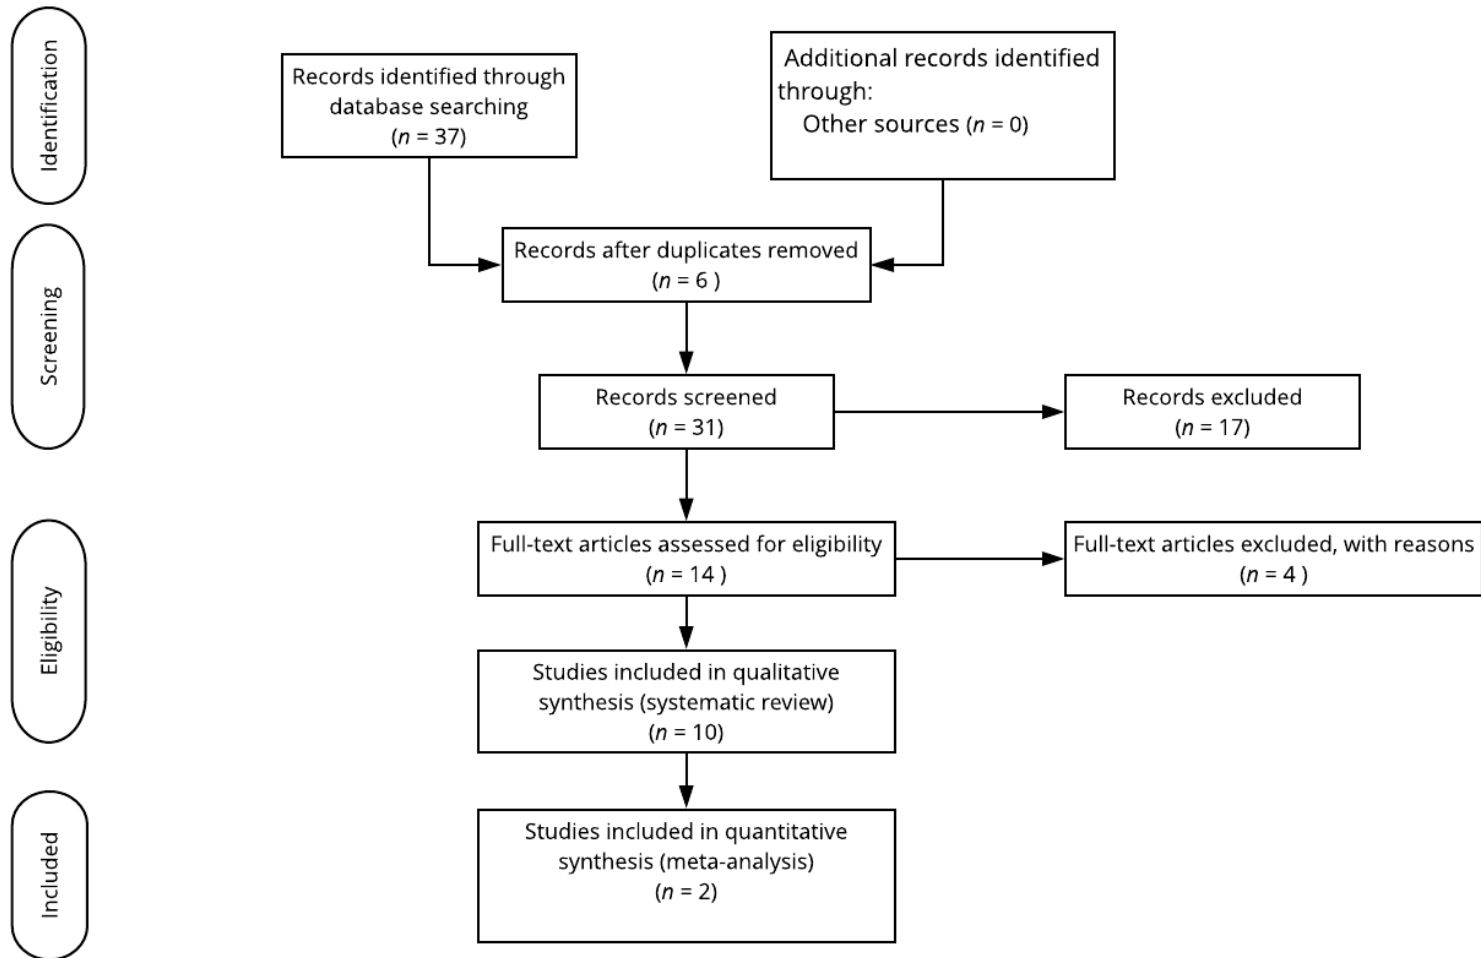 Identification
Records identified through
database searching
(n = 37)
Additional records identified
through:
Other sources (n = 0)
Screening
Records after duplicates removed
(n = 6 )
Records screened
(n = 31)
Records excluded
(n = 17)
Eligibility
Full-text articles assessed for eligibility
(n = 14 )
Full-text articles excluded, with reasons
(n = 4 )
Studies included in qualitative
synthesis (systematic review)
(n = 10)
Included
Studies included in quantitative
synthesis (meta-analysis)
(n = 2)